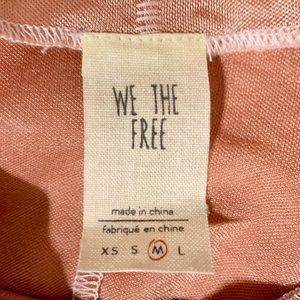 WE THE
FREE
made in china
fabriqué en chine
XS S M L